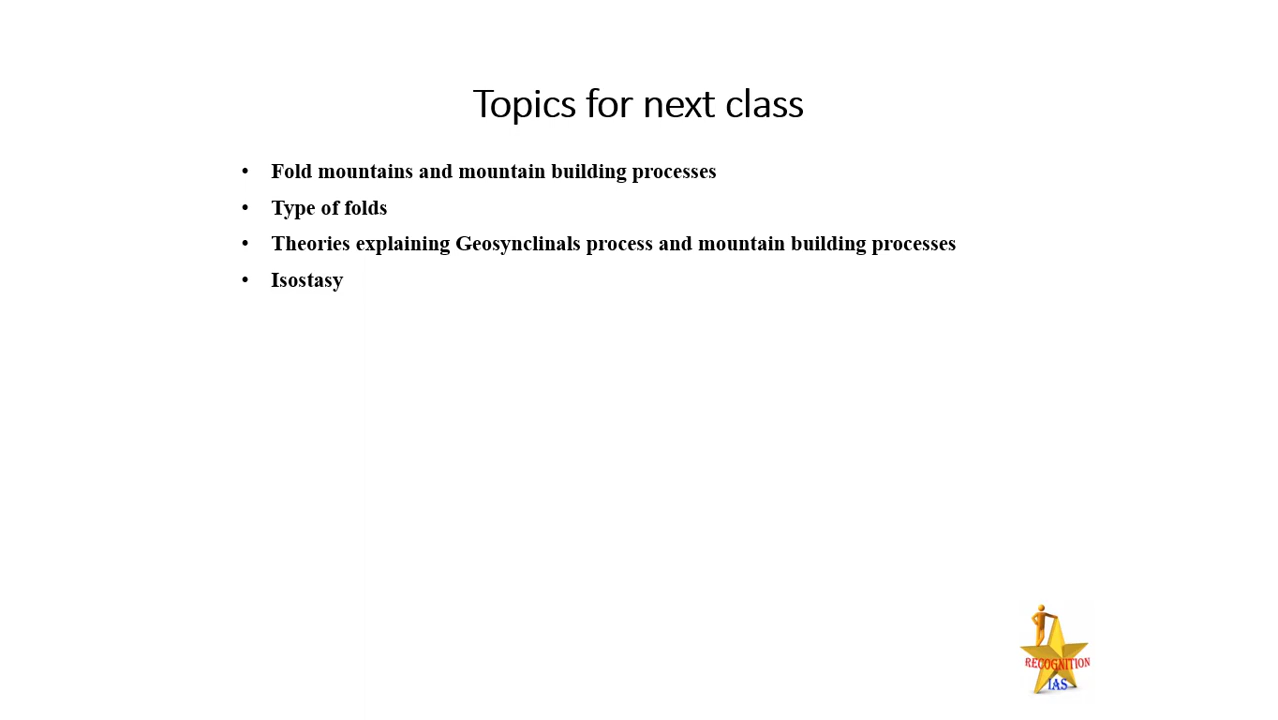 Topics for next class
• Fold mountains and mountain building processes
• Type of folds
• Theories explaining Geosynclinals process and mountain building processes
• Isostasy
RECOGNITION
IAS